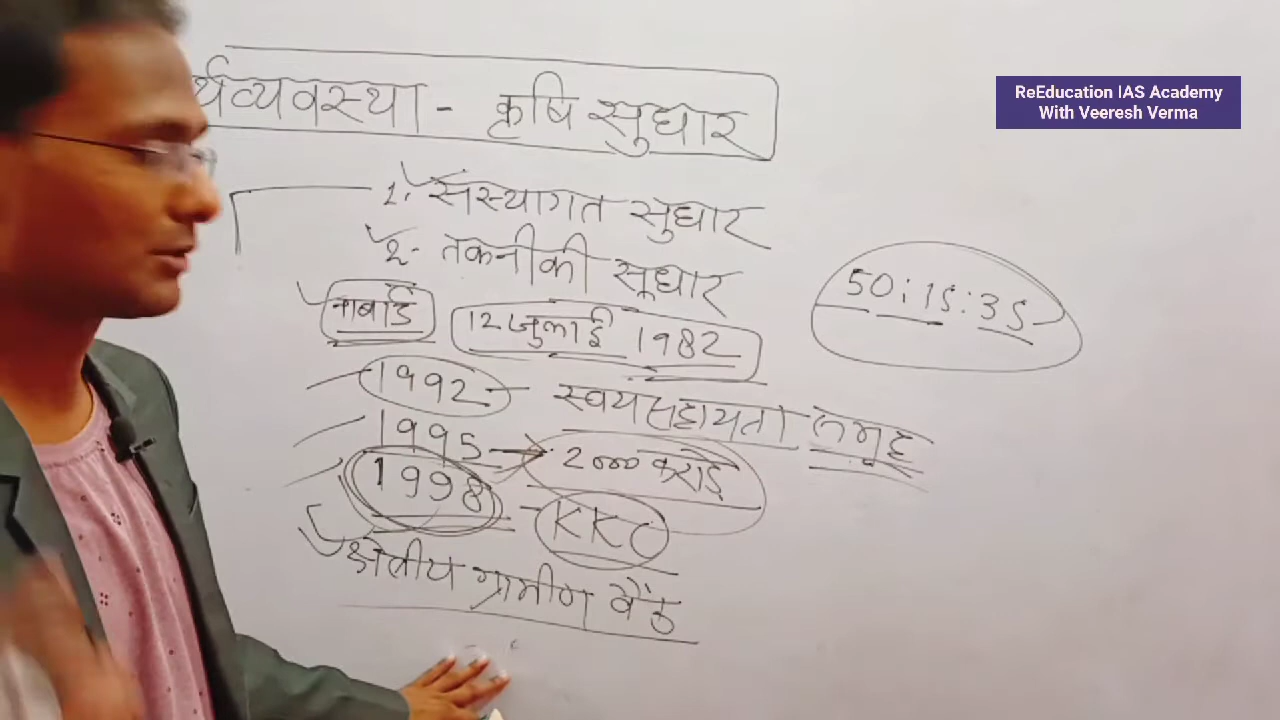 र्थव्यवस्था - कृषि सुधार
1. संस्थागत सुधार
2- तकनीकी सुधार
नाबार्ड 12 जुलाई 1982
1992 - स्वयं सहायता समूह
1995 → 2000 करोड़
1998 - KKC
क्षेत्रीय ग्रामीण बैंक
50:15:35
ReEducation IAS Academy
With Veeresh Verma